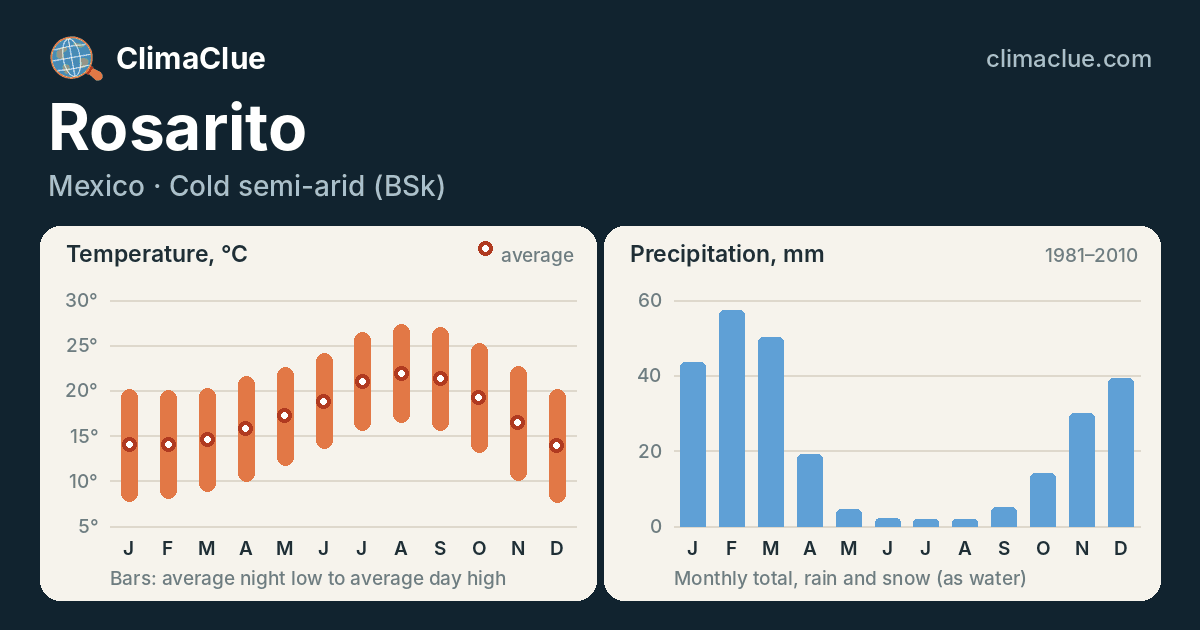 ClimaClue
climaclue.com
Rosarito
Mexico · Cold semi-arid (BSk)
Temperature, °C
average
30°
25°
20°
15°
10°
5°
J F M A M J J A S O N D
Bars: average night low to average day high
Precipitation, mm
1981–2010
60
40
20
0
J F M A M J J A S O N D
Monthly total, rain and snow (as water)